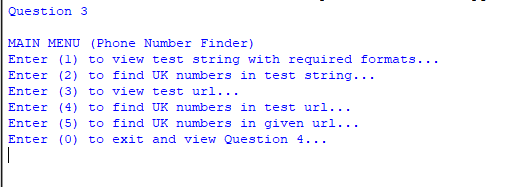 Question 3
MAIN MENU (Phone Number Finder)
Enter (1) to view test string with required formats...
Enter (2) to find UK numbers in test string...
Enter (3) to view test url...
Enter (4) to find UK numbers in test url...
Enter (5) to find UK numbers in given url...
Enter (0) to exit and view Question 4...